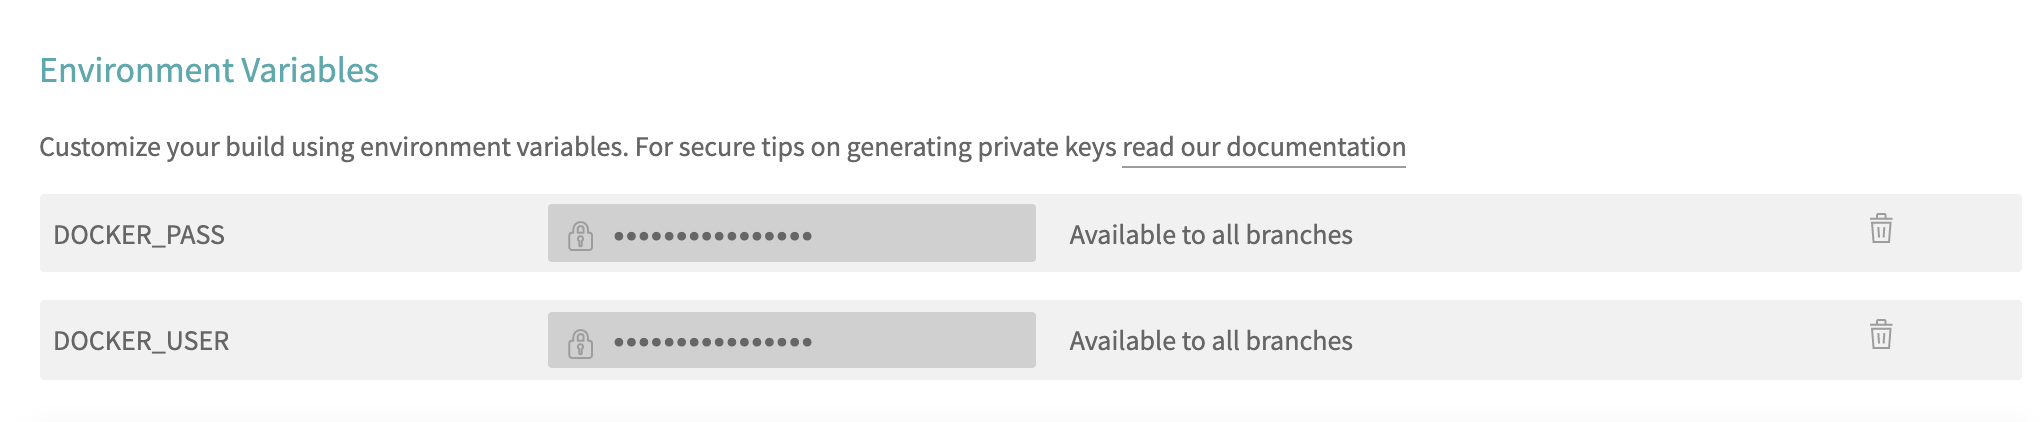 Environment Variables
Customize your build using environment variables. For secure tips on generating private keys read our documentation
DOCKER_PASS •••••••••••••••• Available to all branches
DOCKER_USER •••••••••••••••• Available to all branches